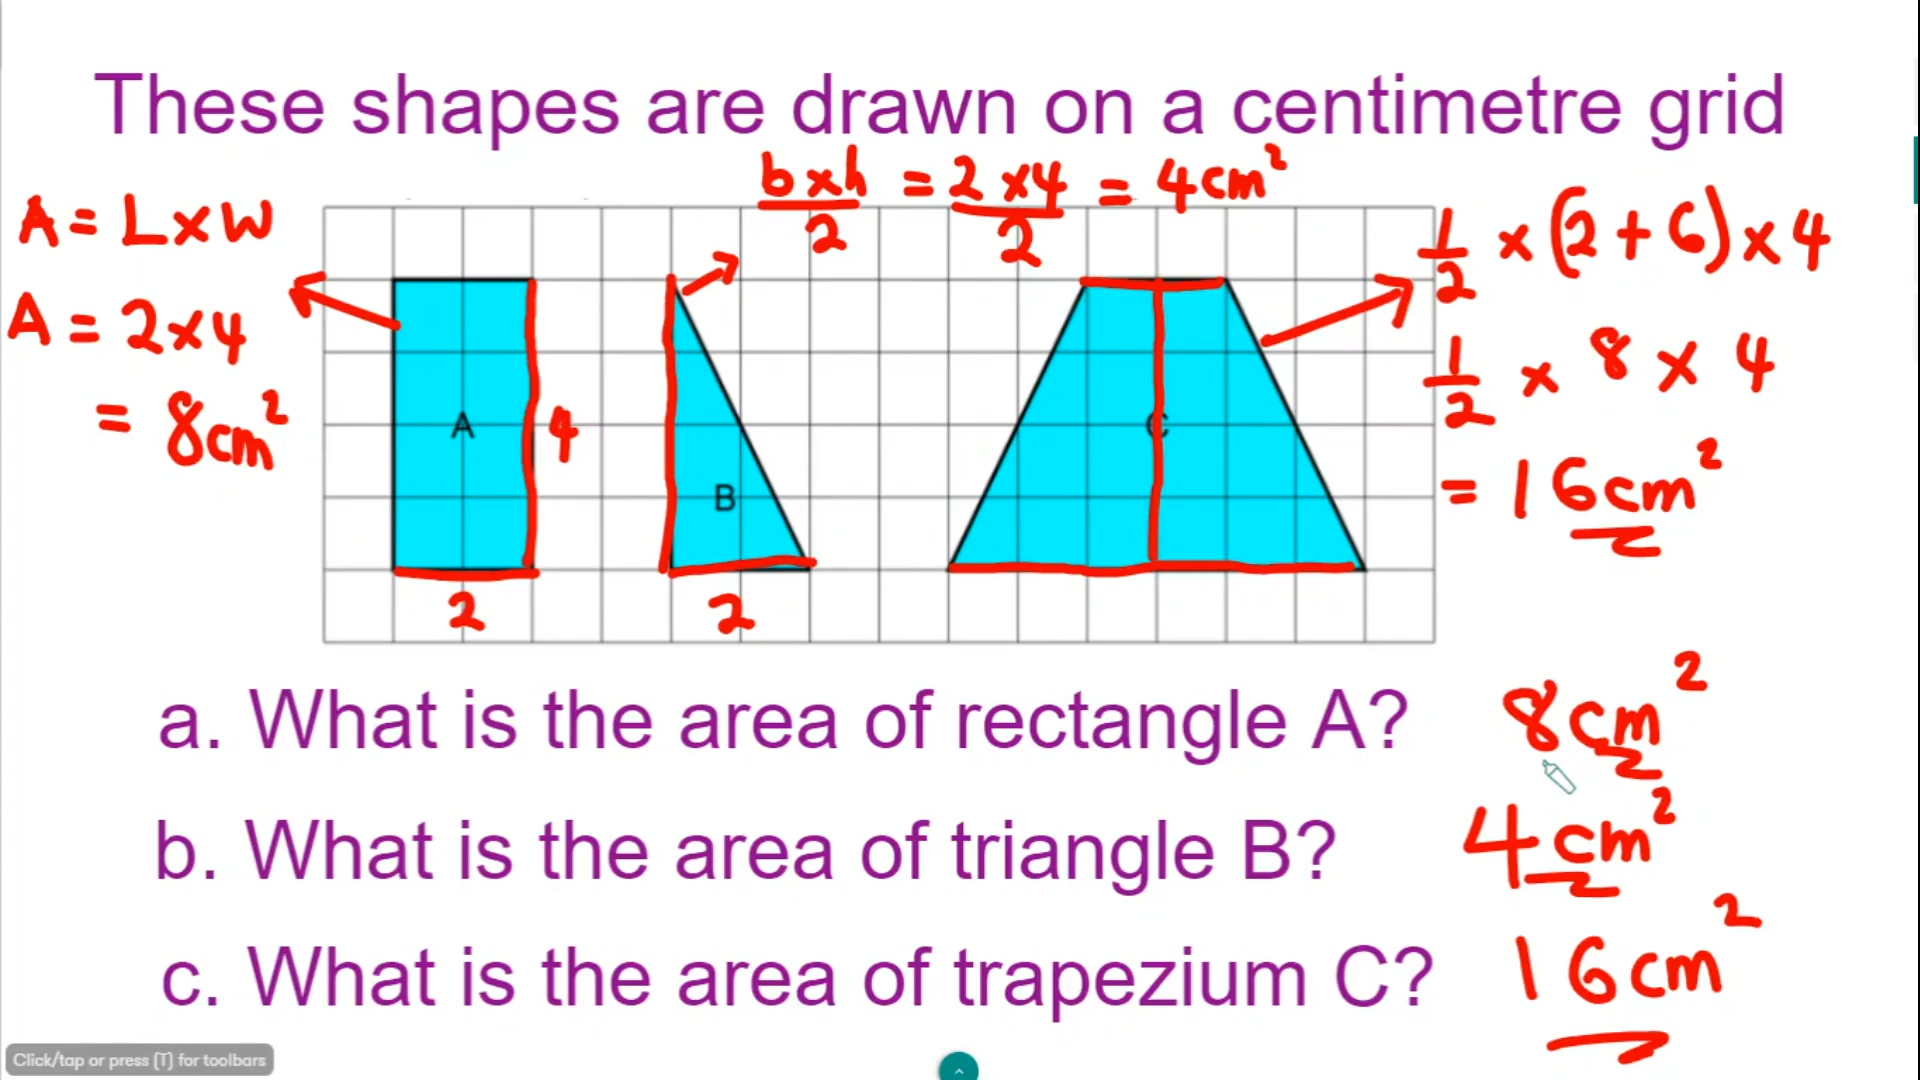 These shapes are drawn on a centimetre grid
b×h/2 = 2×4/2 = 4cm²
A = L×W
A = 2×4
= 8cm²
A
4
2
B
2
C
1/2 × (2+6) × 4
1/2 × 8 × 4
= 16cm²
a. What is the area of rectangle A? 8cm²
b. What is the area of triangle B? 4cm²
c. What is the area of trapezium C? 16cm²
Click/tap or press [T] for toolbars